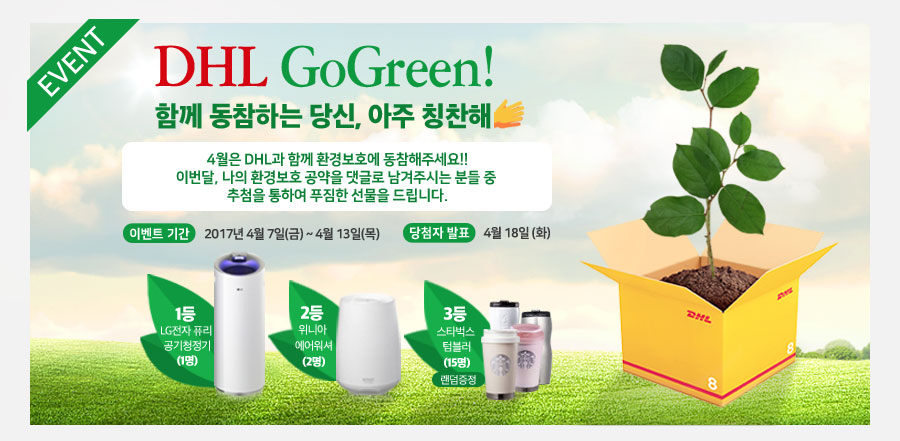 EVENT
DHL GoGreen!
함께 동참하는 당신, 아주 칭찬해
4월은 DHL과 함께 환경보호에 동참해주세요!!
이번달, 나의 환경보호 공약을 댓글로 남겨주시는 분들 중
추첨을 통하여 푸짐한 선물을 드립니다.
이벤트 기간 2017년 4월 7일(금) ~ 4월 13일(목) 당첨자 발표 4월 18일 (화)
1등
LG전자 퓨리
공기청정기
(1명)
2등
위니아
에어워셔
(2명)
3등
스타벅스
텀블러
(15명)
랜덤증정
DHL
8
8